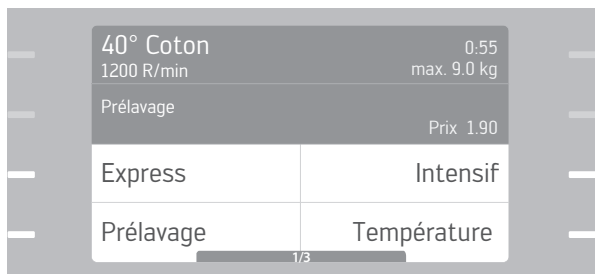 40° Coton 0:55
1200 R/min max. 9.0 kg
Prélavage
Prix 1.90
Express Intensif
Prélavage Température
1/3